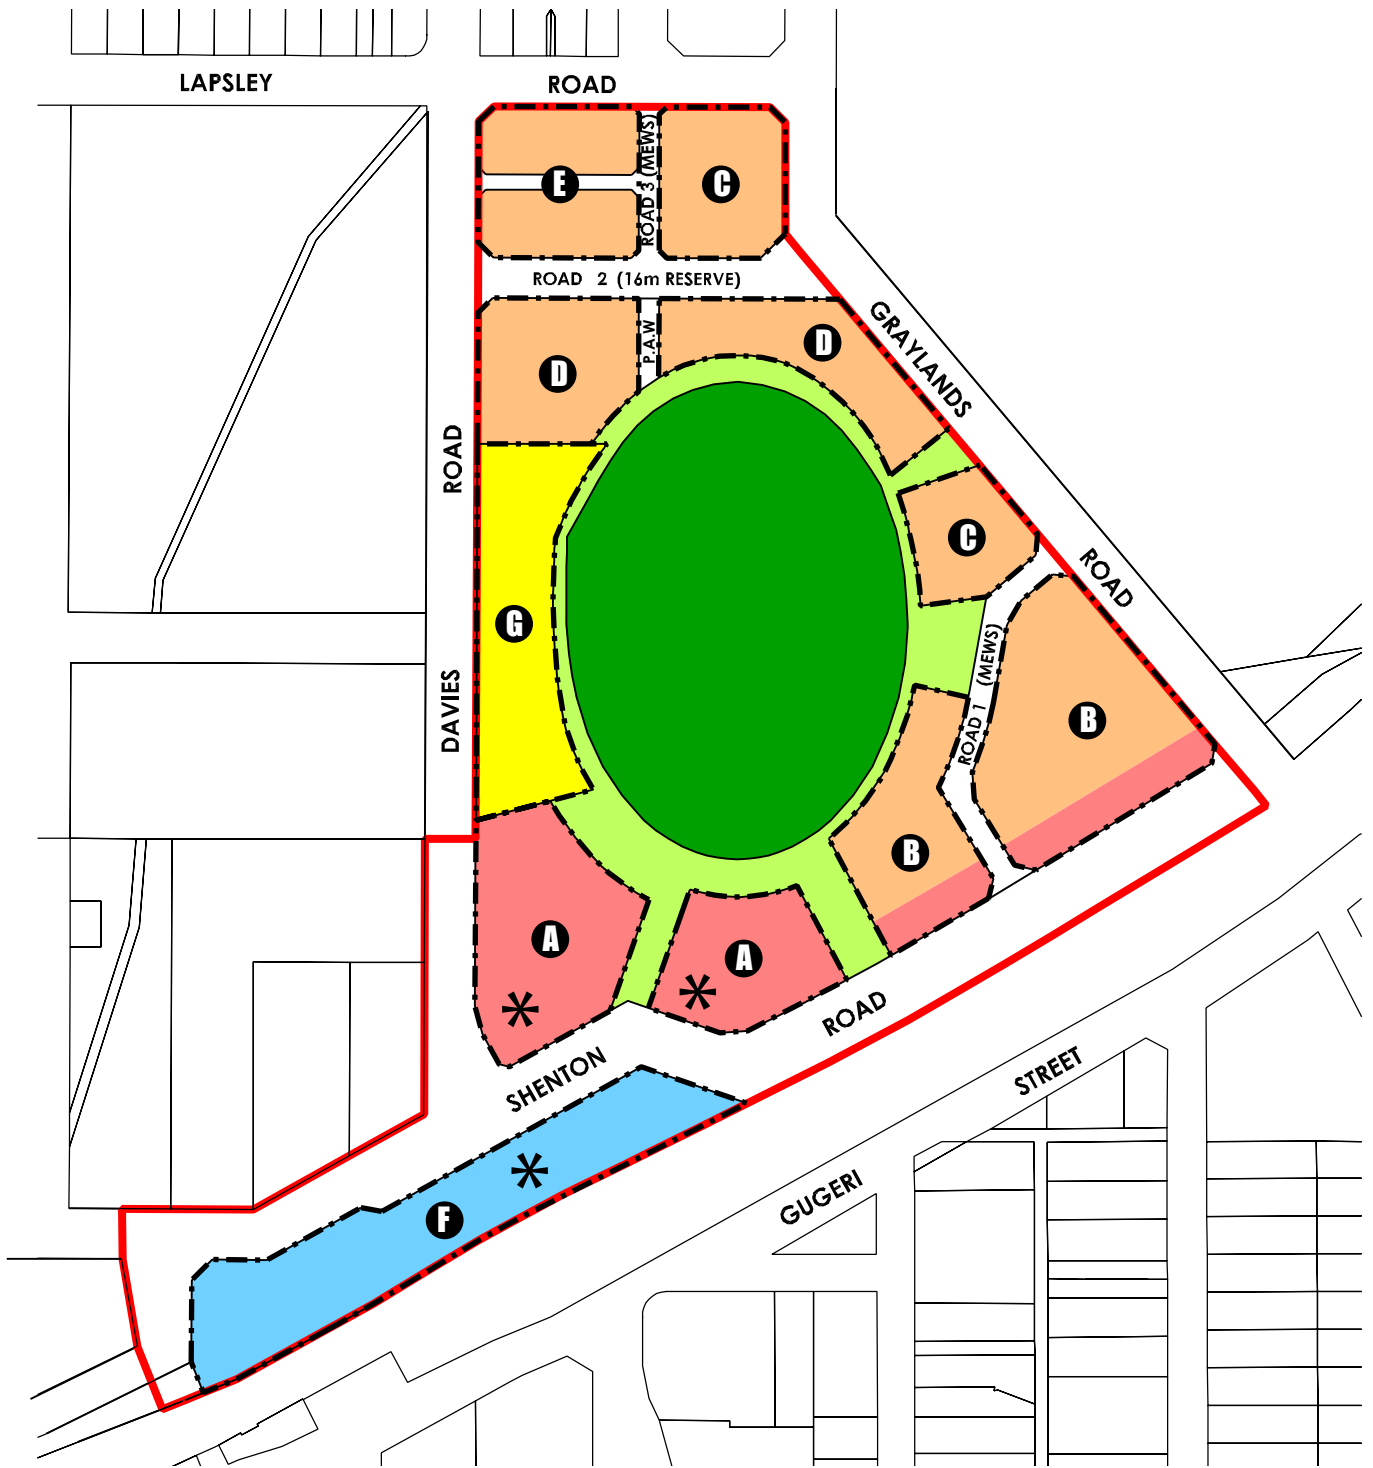 LAPSLEY ROAD
E
ROAD 3 (MEWS)
C
ROAD 2 (16m RESERVE)
GRAYLANDS ROAD
D
P.A.W
D
DAVIES ROAD
C
G
ROAD 1 (MEWS)
B
B
A
*
A
*
SHENTON ROAD
GUGERI STREET
*
F